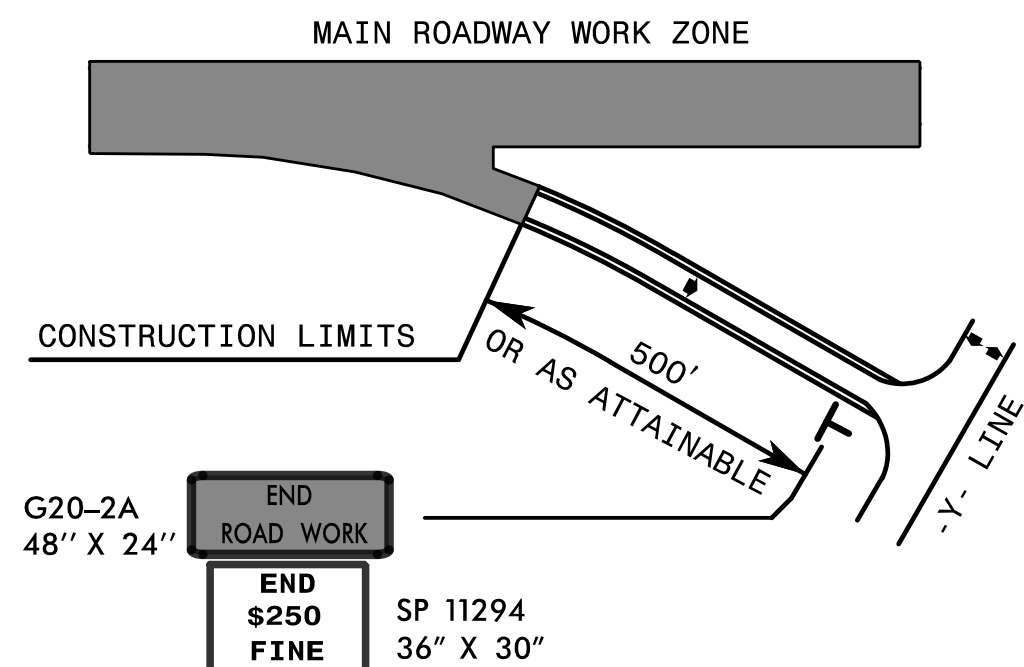 MAIN ROADWAY WORK ZONE
CONSTRUCTION LIMITS
500'
OR AS ATTAINABLE
-Y- LINE
G20–2A
48'' X 24''
END
ROAD WORK
END
$250
FINE
SP 11294
36" X 30"